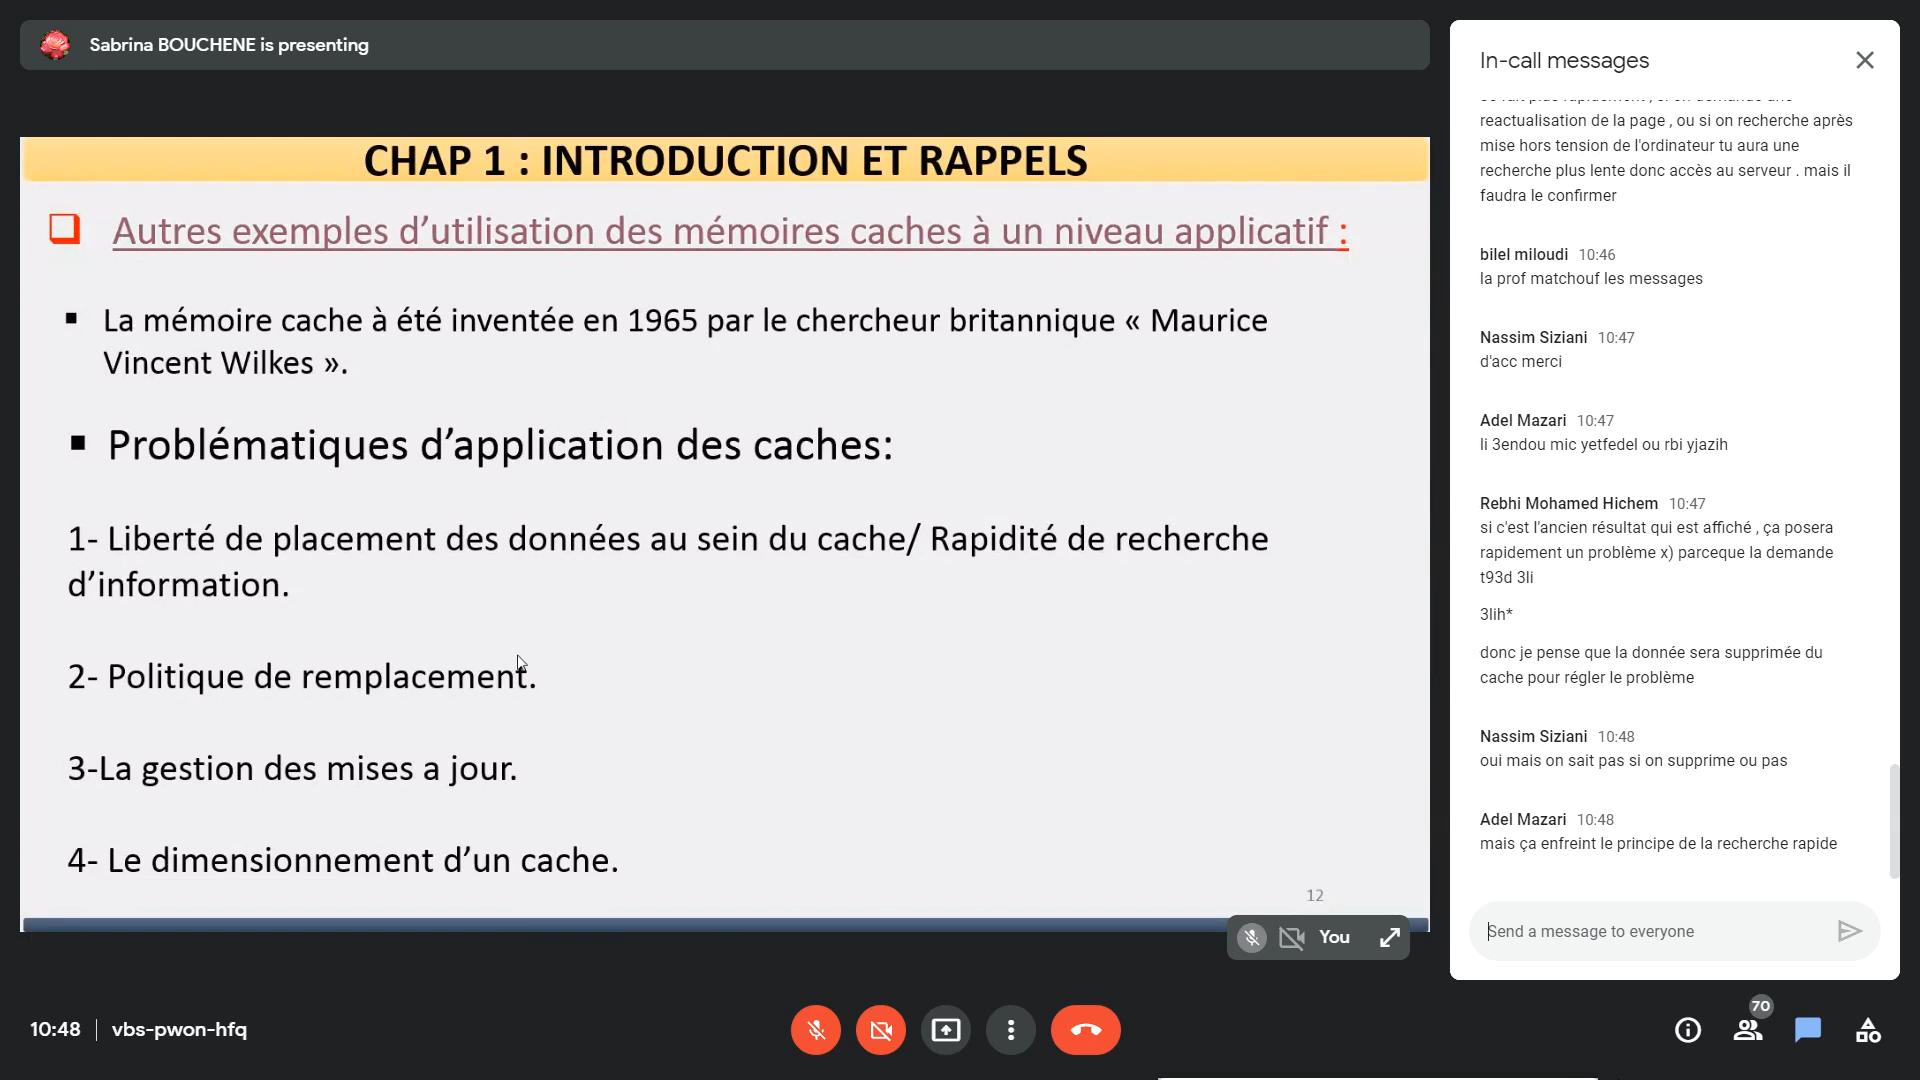 Sabrina BOUCHENE is presenting
CHAP 1 : INTRODUCTION ET RAPPELS
Autres exemples d’utilisation des mémoires caches à un niveau applicatif :
La mémoire cache à été inventée en 1965 par le chercheur britannique « Maurice
Vincent Wilkes ».
Problématiques d’application des caches:
1- Liberté de placement des données au sein du cache/ Rapidité de recherche
d’information.
2- Politique de remplacement.
3-La gestion des mises a jour.
4- Le dimensionnement d’un cache.
12
You
10:48
vbs-pwon-hfq
70
In-call messages
reactualisation de la page , ou si on recherche après
mise hors tension de l'ordinateur tu aura une
recherche plus lente donc accès au serveur . mais il
faudra le confirmer
bilel miloudi 10:46
la prof matchouf les messages
Nassim Siziani 10:47
d'acc merci
Adel Mazari 10:47
li 3endou mic yetfedel ou rbi yjazih
Rebhi Mohamed Hichem 10:47
si c'est l'ancien résultat qui est affiché , ça posera
rapidement un problème x) parceque la demande
t93d 3li
3lih*
donc je pense que la donnée sera supprimée du
cache pour régler le problème
Nassim Siziani 10:48
oui mais on sait pas si on supprime ou pas
Adel Mazari 10:48
mais ça enfreint le principe de la recherche rapide
Send a message to everyone